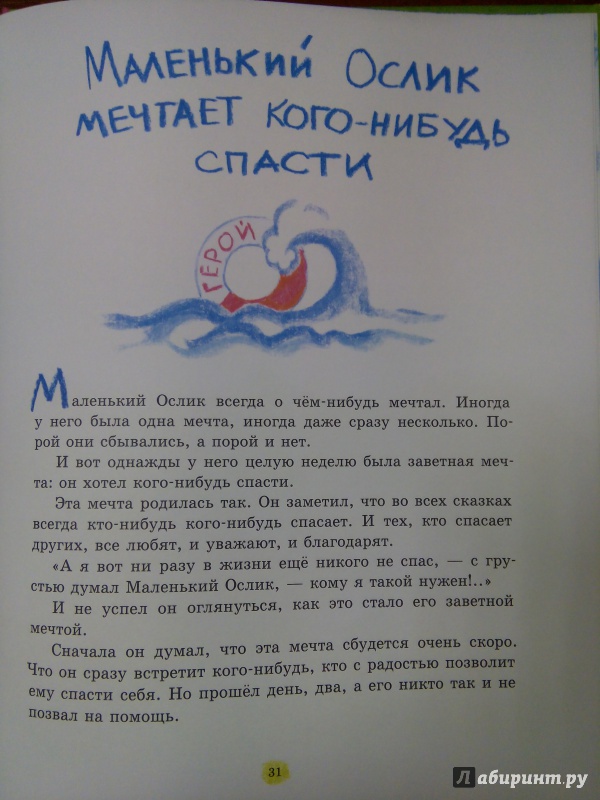 Маленький Ослик
мечтает кого-нибудь
спасти
ГЕРОЙ
Маленький Ослик всегда о чём-нибудь мечтал. Иногда
у него была одна мечта, иногда даже сразу несколько. По-
рой они сбывались, а порой и нет.
И вот однажды у него целую неделю была заветная меч-
та: он хотел кого-нибудь спасти.
Эта мечта родилась так. Он заметил, что во всех сказках
всегда кто-нибудь кого-нибудь спасает. И тех, кто спасает
других, все любят, и уважают, и благодарят.
«А я вот ни разу в жизни ещё никого не спас, — с гру-
стью думал Маленький Ослик, — кому я такой нужен!..»
И не успел он оглянуться, как это стало его заветной
мечтой.
Сначала он думал, что эта мечта сбудется очень скоро.
Что он сразу встретит кого-нибудь, кто с радостью позволит
ему спасти себя. Но прошёл день, два, а его никто так и не
позвал на помощь.
31
Лабиринт.ру